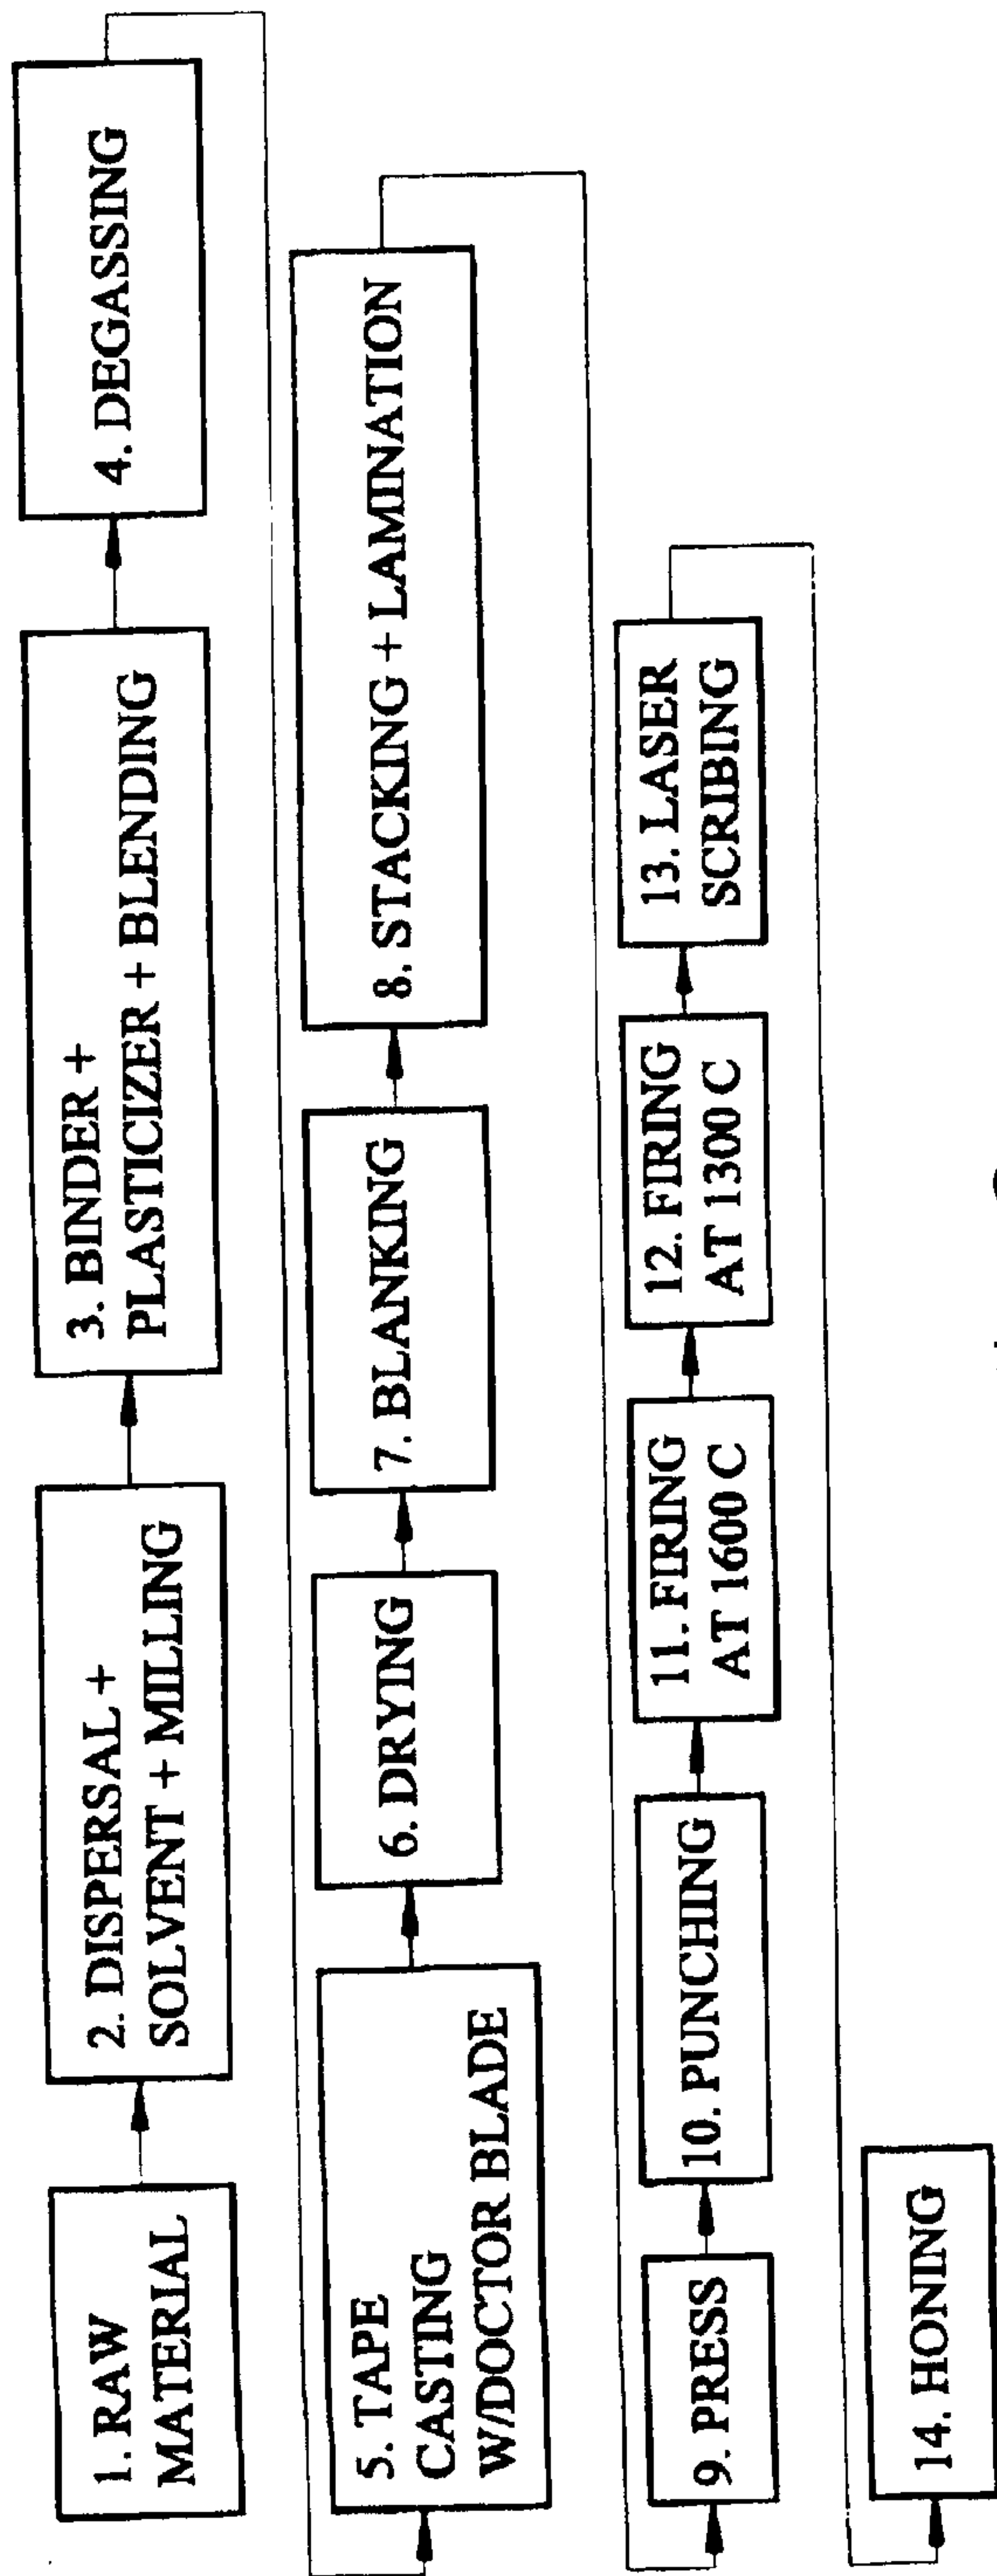 1. RAW
MATERIAL
2. DISPERSAL +
SOLVENT + MILLING
3. BINDER +
PLASTICIZER + BLENDING
4. DEGASSING
5. TAPE
CASTING
W/DOCTOR BLADE
6. DRYING
7. BLANKING
8. STACKING + LAMINATION
9. PRESS
10. PUNCHING
11. FIRING
AT 1600 C
12. FIRING
AT 1300 C
13. LASER
SCRIBING
14. HONING